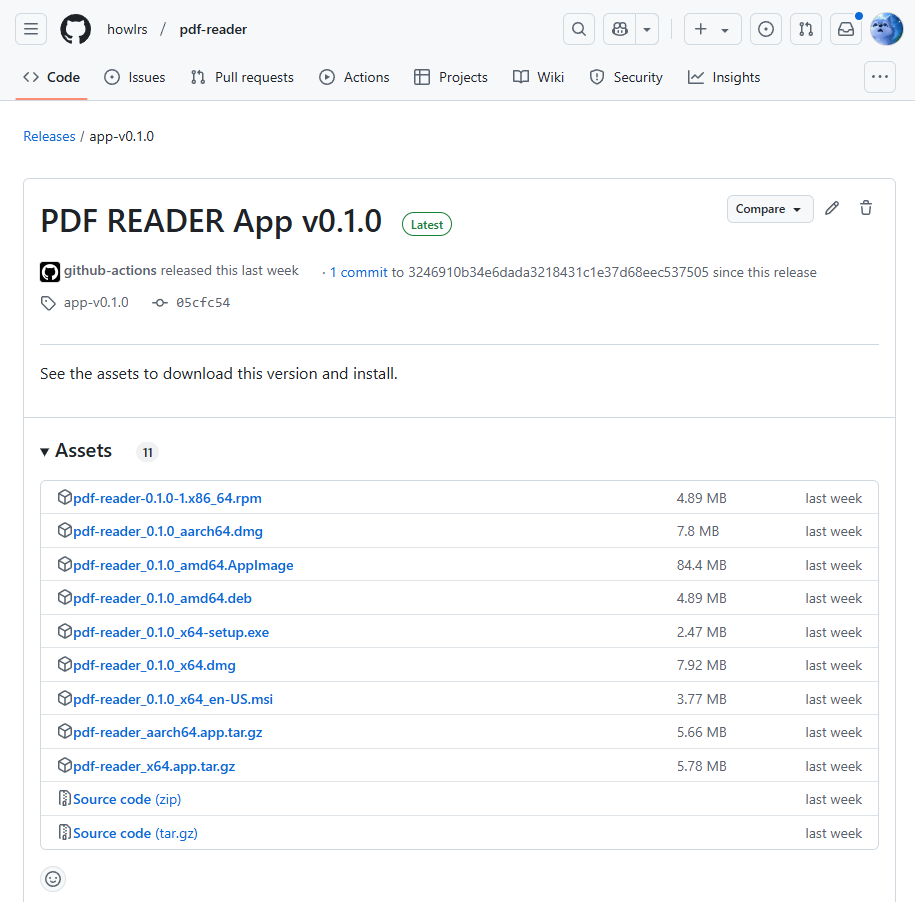 howlrs / pdf-reader
Code Issues Pull requests Actions Projects Wiki Security Insights
Releases / app-v0.1.0
PDF READER App v0.1.0 Latest
Compare
github-actions released this last week · 1 commit to 3246910b34e6dada3218431c1e37d68eec537505 since this release
app-v0.1.0 05cfc54
See the assets to download this version and install.
Assets 11
pdf-reader-0.1.0-1.x86_64.rpm 4.89 MB last week
pdf-reader_0.1.0_aarch64.dmg 7.8 MB last week
pdf-reader_0.1.0_amd64.AppImage 84.4 MB last week
pdf-reader_0.1.0_amd64.deb 4.89 MB last week
pdf-reader_0.1.0_x64-setup.exe 2.47 MB last week
pdf-reader_0.1.0_x64.dmg 7.92 MB last week
pdf-reader_0.1.0_x64_en-US.msi 3.77 MB last week
pdf-reader_aarch64.app.tar.gz 5.66 MB last week
pdf-reader_x64.app.tar.gz 5.78 MB last week
Source code (zip) last week
Source code (tar.gz) last week